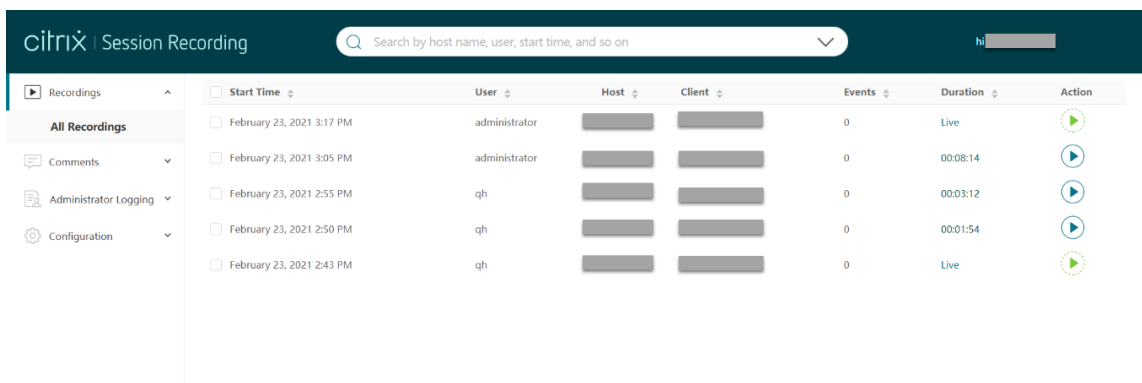 citrix | Session Recording
Search by host name, user, start time, and so on
hi
Recordings
All Recordings
Comments
Administrator Logging
Configuration
Start Time User Host Client Events Duration Action
February 23, 2021 3:17 PM administrator 0 Live
February 23, 2021 3:05 PM administrator 0 00:08:14
February 23, 2021 2:55 PM qh 0 00:03:12
February 23, 2021 2:50 PM qh 0 00:01:54
February 23, 2021 2:43 PM qh 0 Live